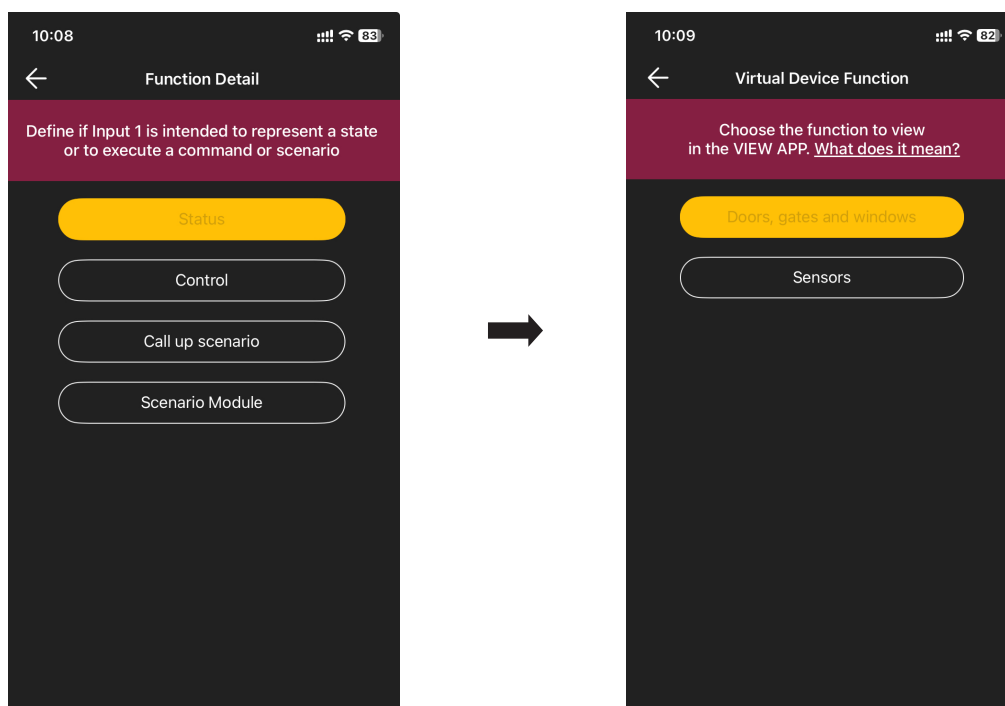 10:08
83
Function Detail
Define if Input 1 is intended to represent a state
or to execute a command or scenario
Status
Control
Call up scenario
Scenario Module
10:09
82
Virtual Device Function
Choose the function to view
in the VIEW APP. What does it mean?
Doors, gates and windows
Sensors